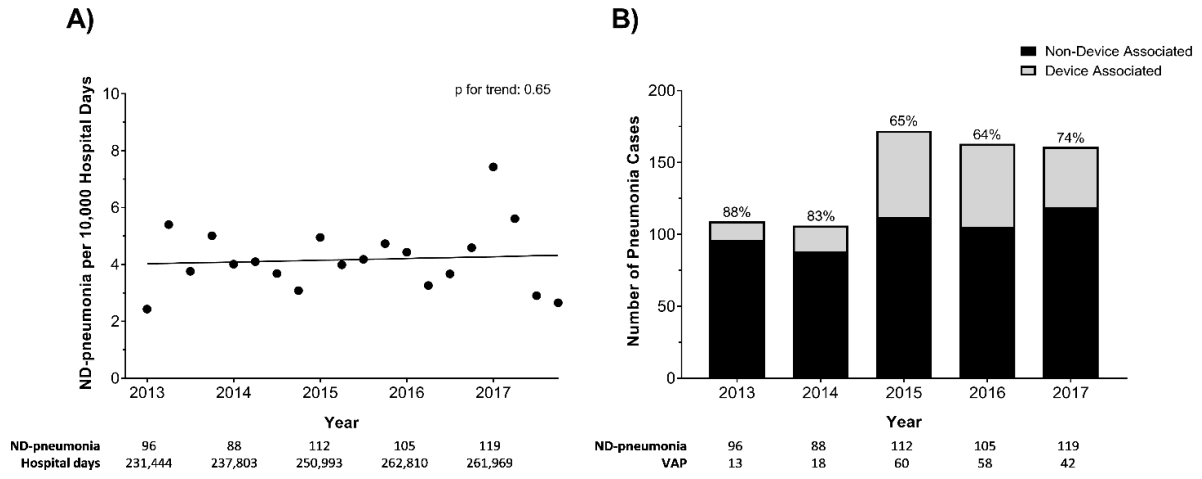 A)
p for trend: 0.65
ND-pneumonia per 10,000 Hospital Days
10
8
6
4
2
0
2013 2014 2015 2016 2017
Year
ND-pneumonia 96 88 112 105 119
Hospital days 231,444 237,803 250,993 262,810 261,969
B)
Non-Device Associated
Device Associated
Number of Pneumonia Cases
200
150
100
50
0
88% 83% 65% 64% 74%
2013 2014 2015 2016 2017
Year
ND-pneumonia 96 88 112 105 119
VAP 13 18 60 58 42